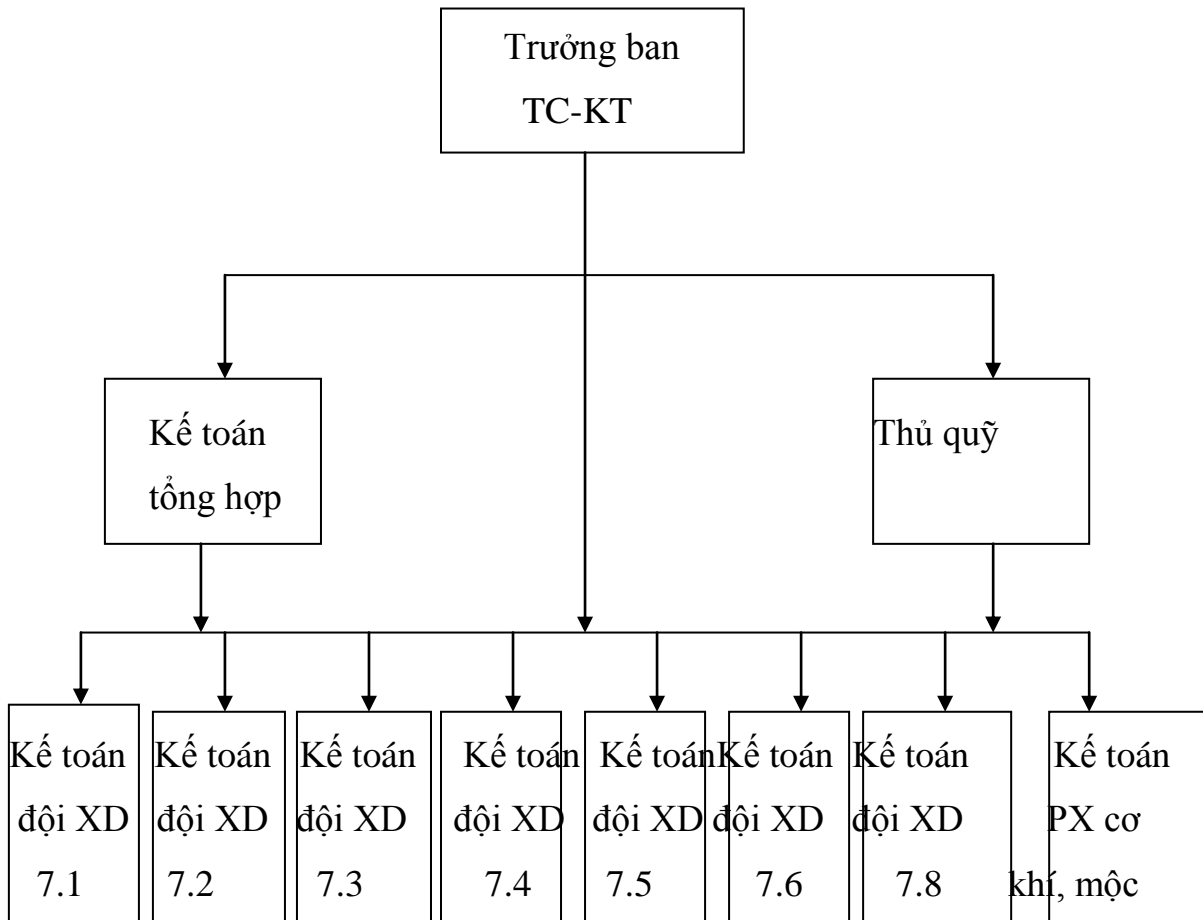 Trưởng ban
TC-KT
Kế toán
tổng hợp
Thủ quỹ
Kế toán
đội XD
7.1
Kế toán
đội XD
7.2
Kế toán
đội XD
7.3
Kế toán
đội XD
7.4
Kế toán
đội XD
7.5
Kế toán
đội XD
7.6
Kế toán
đội XD
7.8
Kế toán
PX cơ
khí, mộc